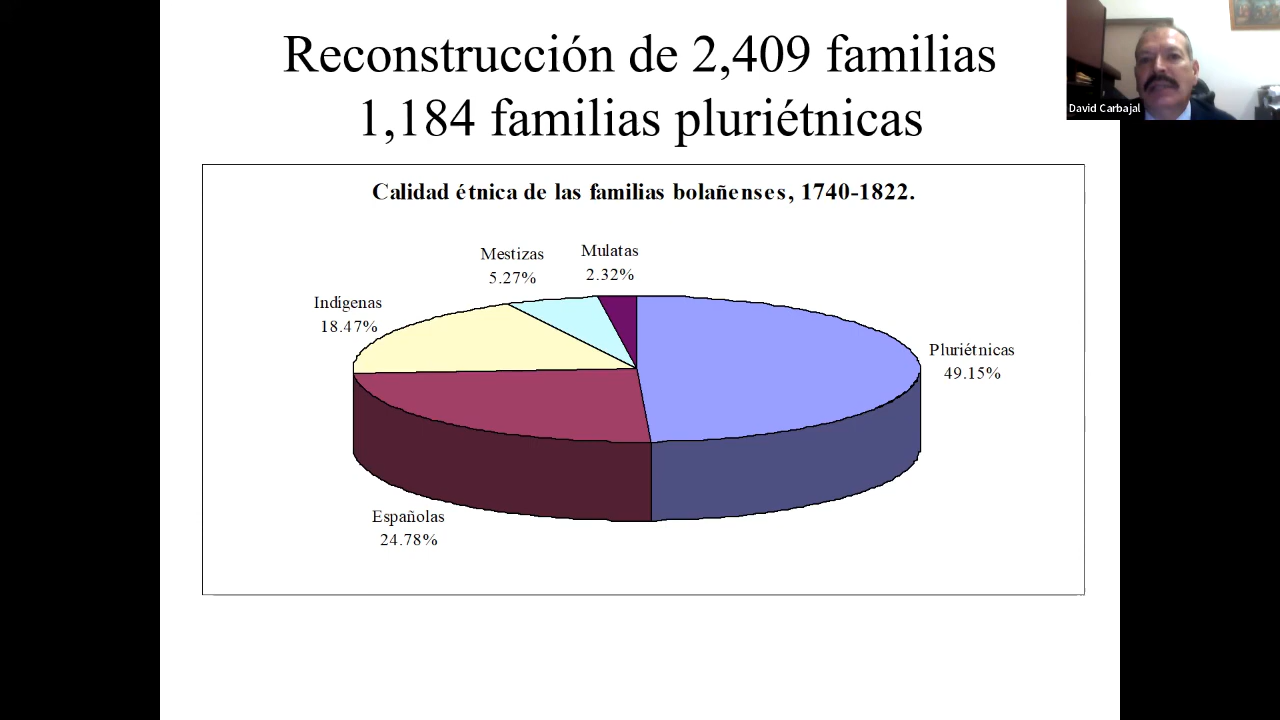 Reconstrucción de 2,409 familias
1,184 familias pluriétnicas
David Carbajal
Calidad étnica de las familias bolañenses, 1740-1822.
Mestizas
5.27%
Mulatas
2.32%
Indigenas
18.47%
Pluriétnicas
49.15%
Españolas
24.78%